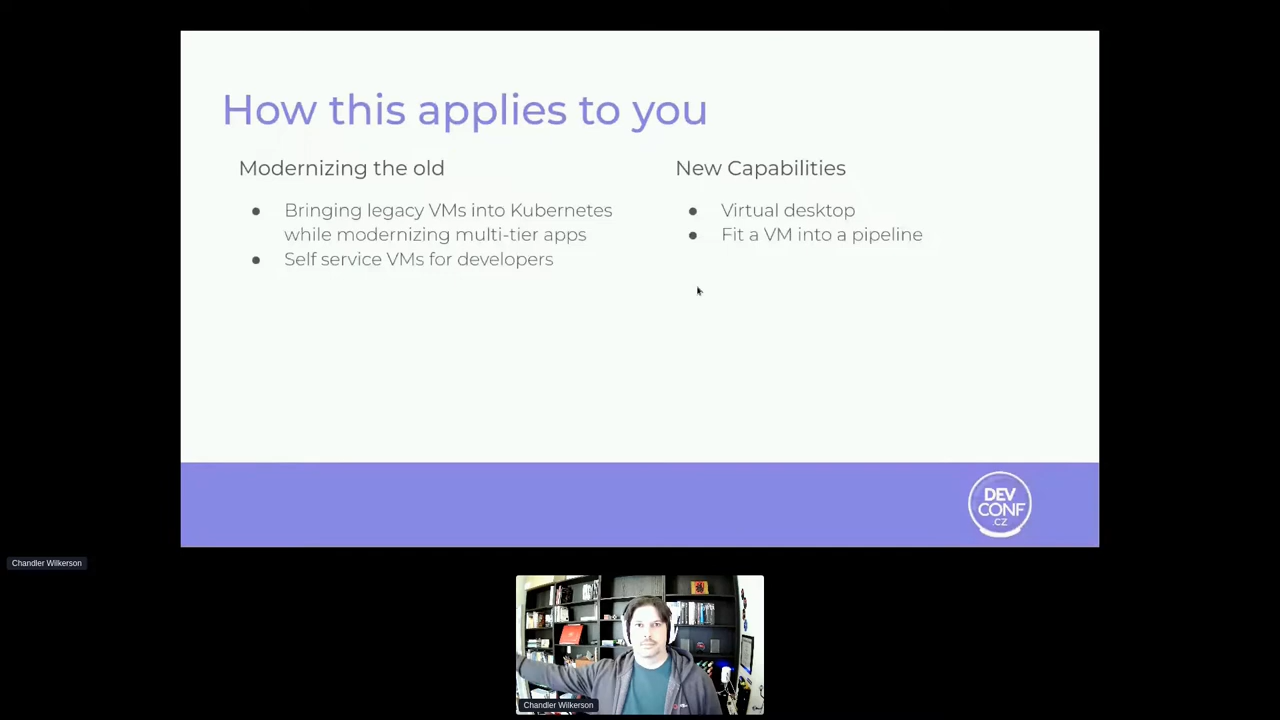 How this applies to you
Modernizing the old
● Bringing legacy VMs into Kubernetes
while modernizing multi-tier apps
● Self service VMs for developers
New Capabilities
● Virtual desktop
● Fit a VM into a pipeline
DEV
CONF
.CZ
Chandler Wilkerson
Chandler Wilkerson